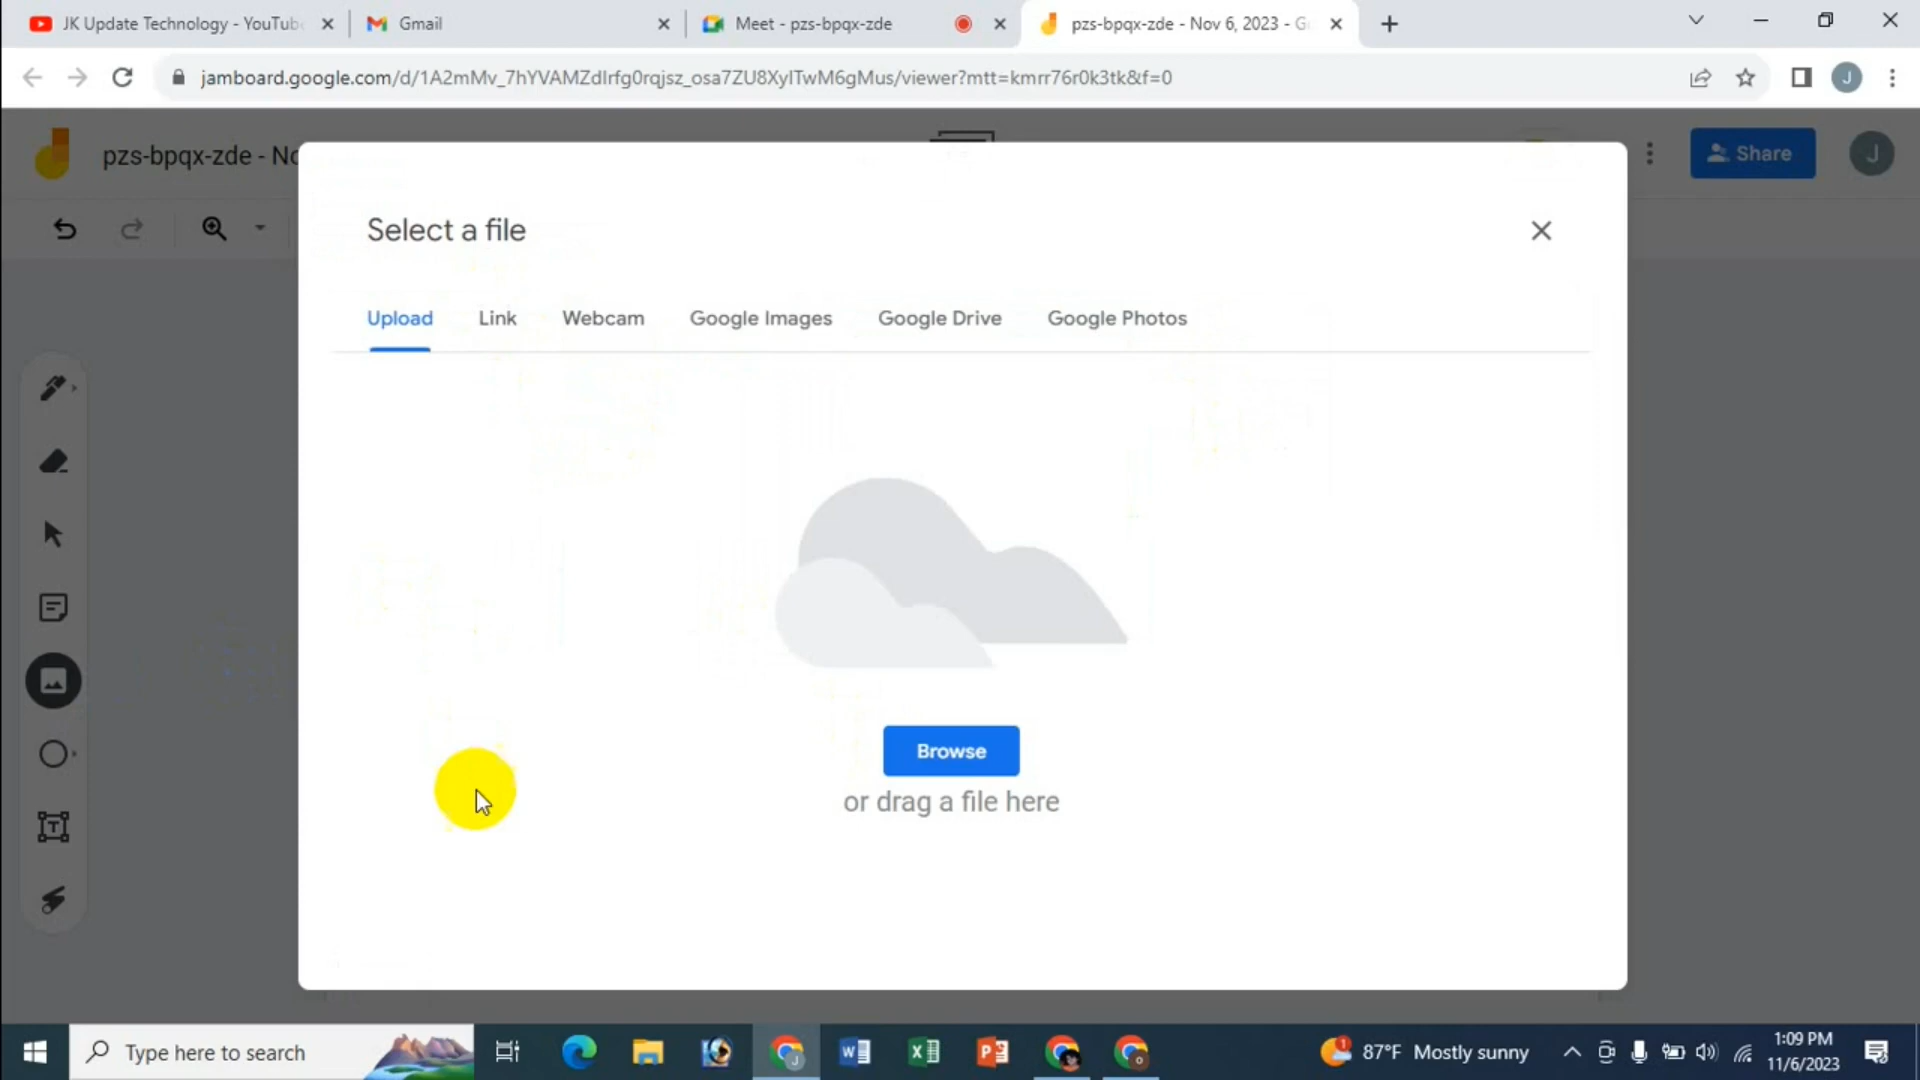 JK Update Technology - YouTub
Gmail
Meet - pzs-bpqx-zde
pzs-bpqx-zde - Nov 6, 2023 - G
jamboard.google.com/d/1A2mMv_7hYVAMZdIrfg0rqjsz_osa7ZU8XyITwM6gMus/viewer?mtt=kmrr76r0k3tk&f=0
J
pzs-bpqx-zde - No
Share
J
Select a file
Upload Link Webcam Google Images Google Drive Google Photos
Browse
or drag a file here
Type here to search
87°F Mostly sunny
1:09 PM
11/6/2023